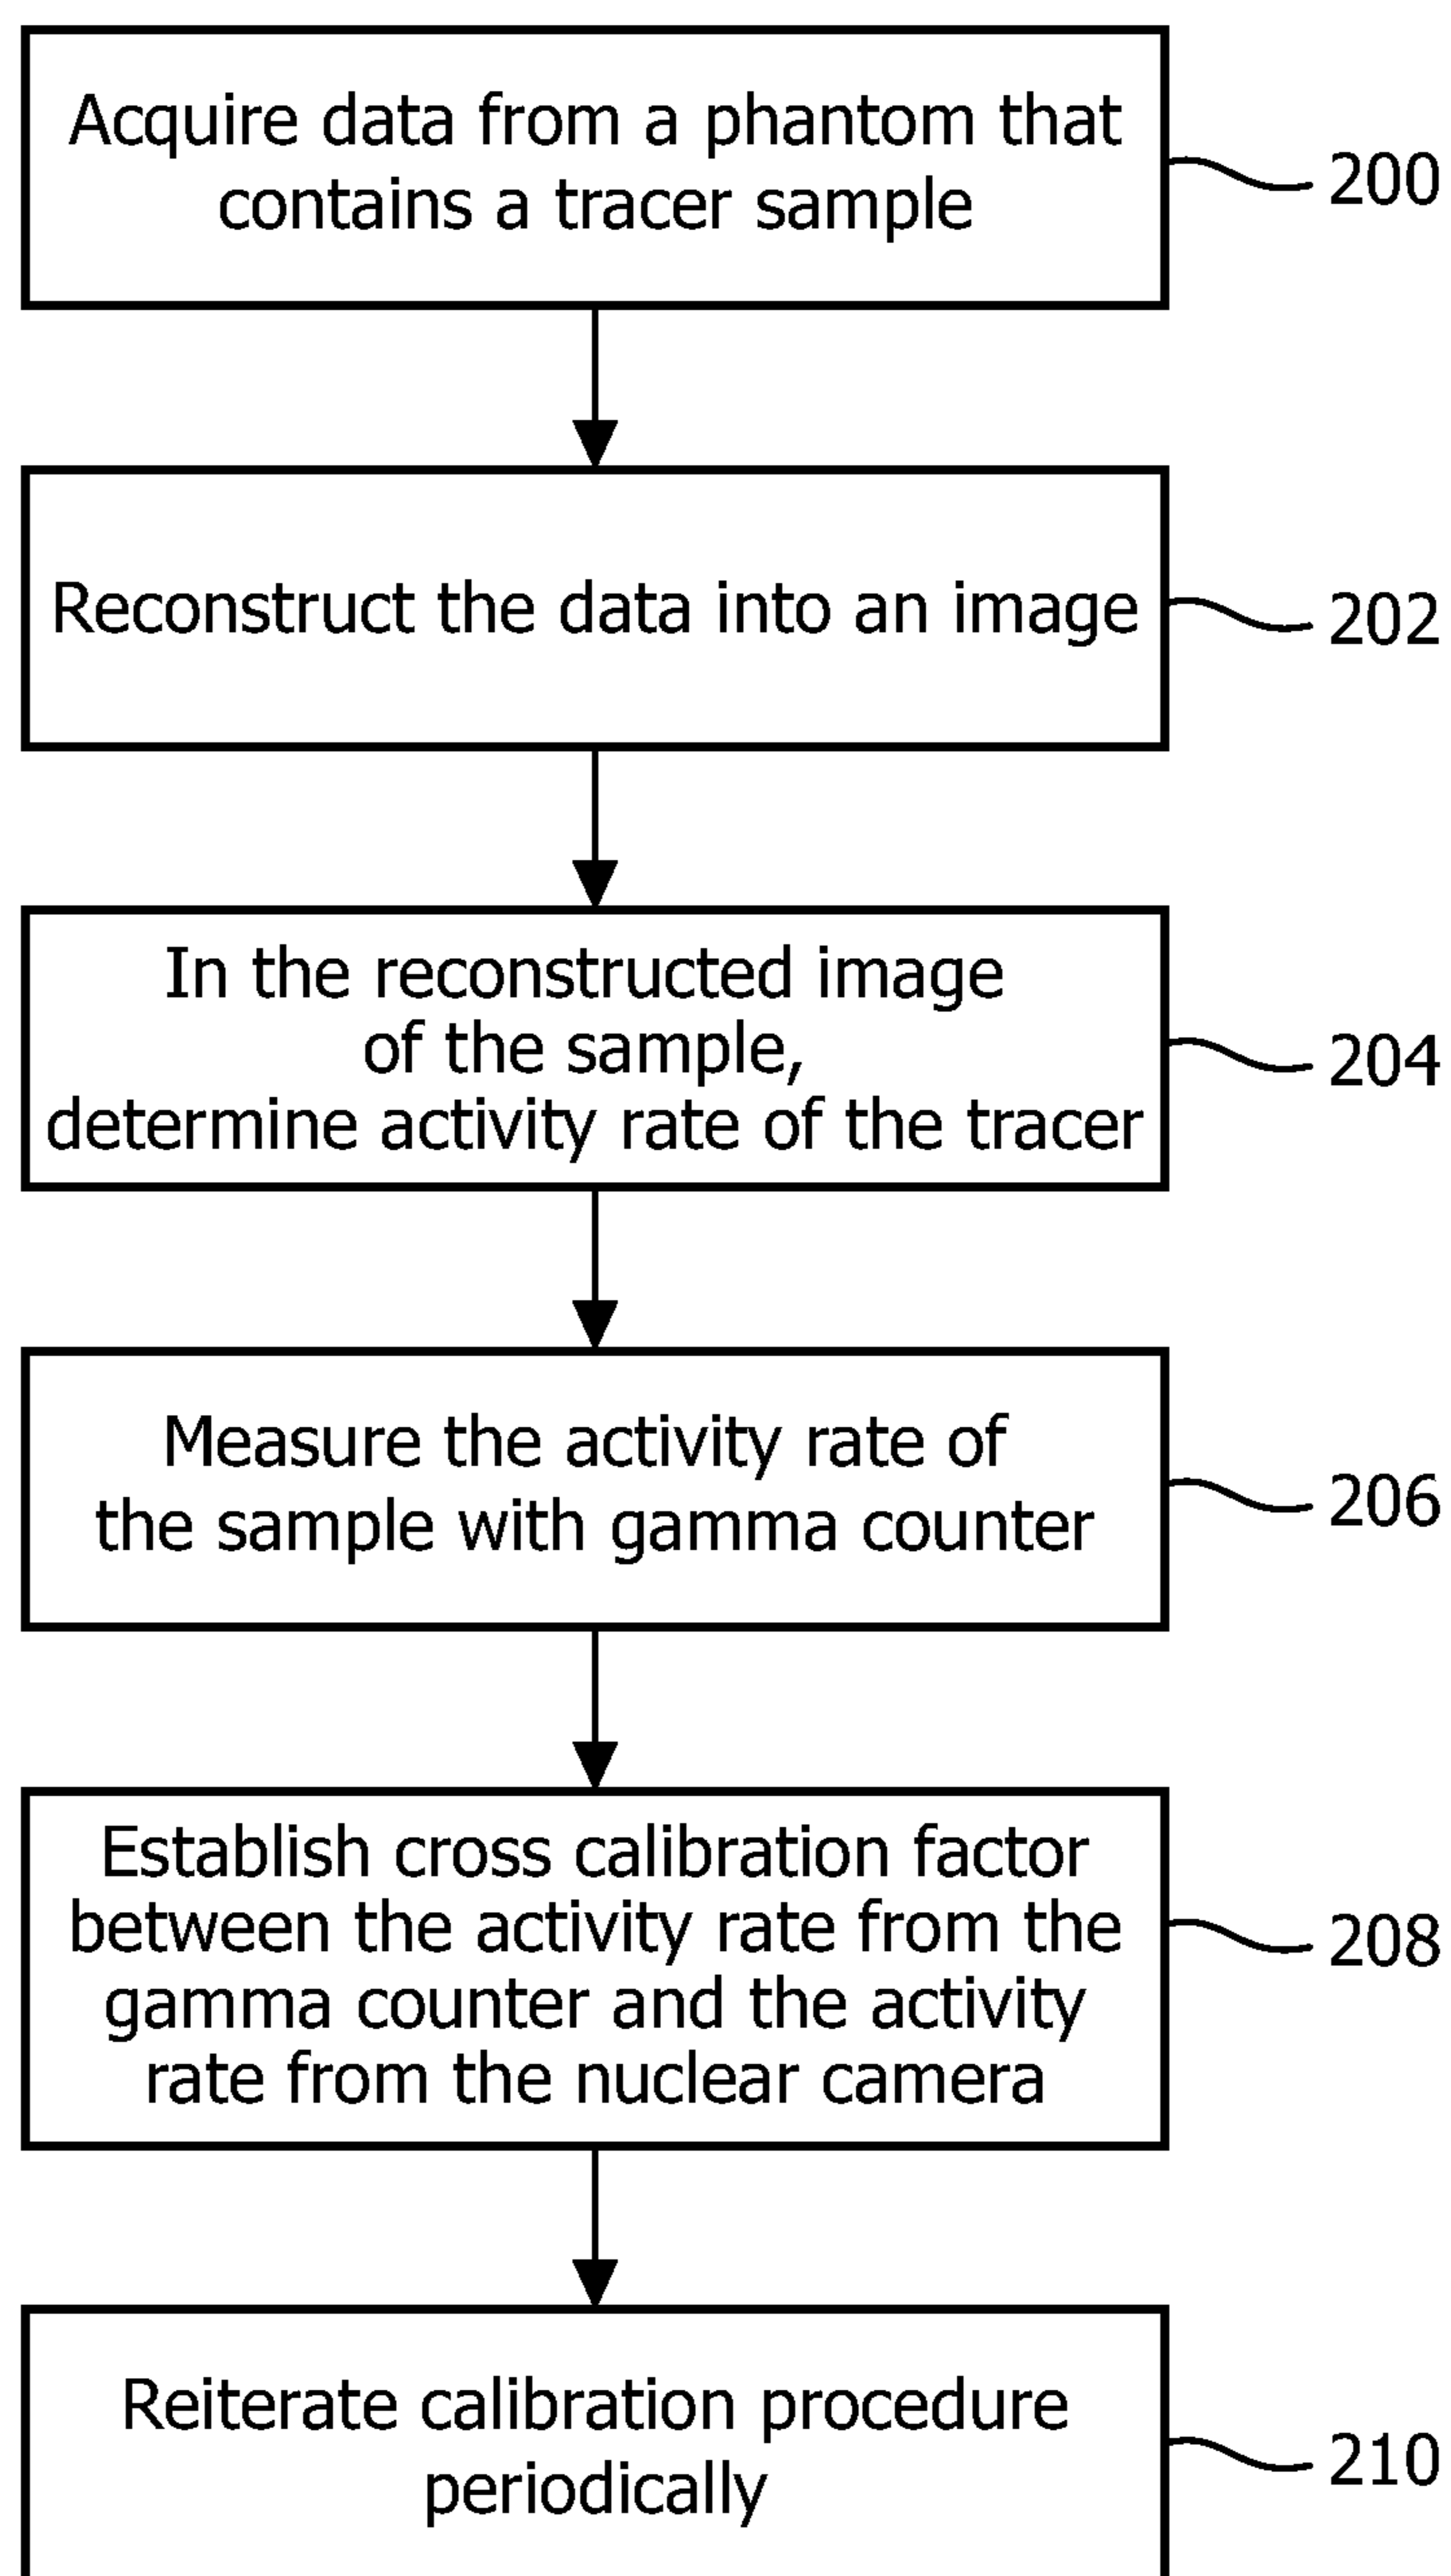 Acquire data from a phantom that
contains a tracer sample
200
Reconstruct the data into an image
202
In the reconstructed image
of the sample,
determine activity rate of the tracer
204
Measure the activity rate of
the sample with gamma counter
206
Establish cross calibration factor
between the activity rate from the
gamma counter and the activity
rate from the nuclear camera
208
Reiterate calibration procedure
periodically
210